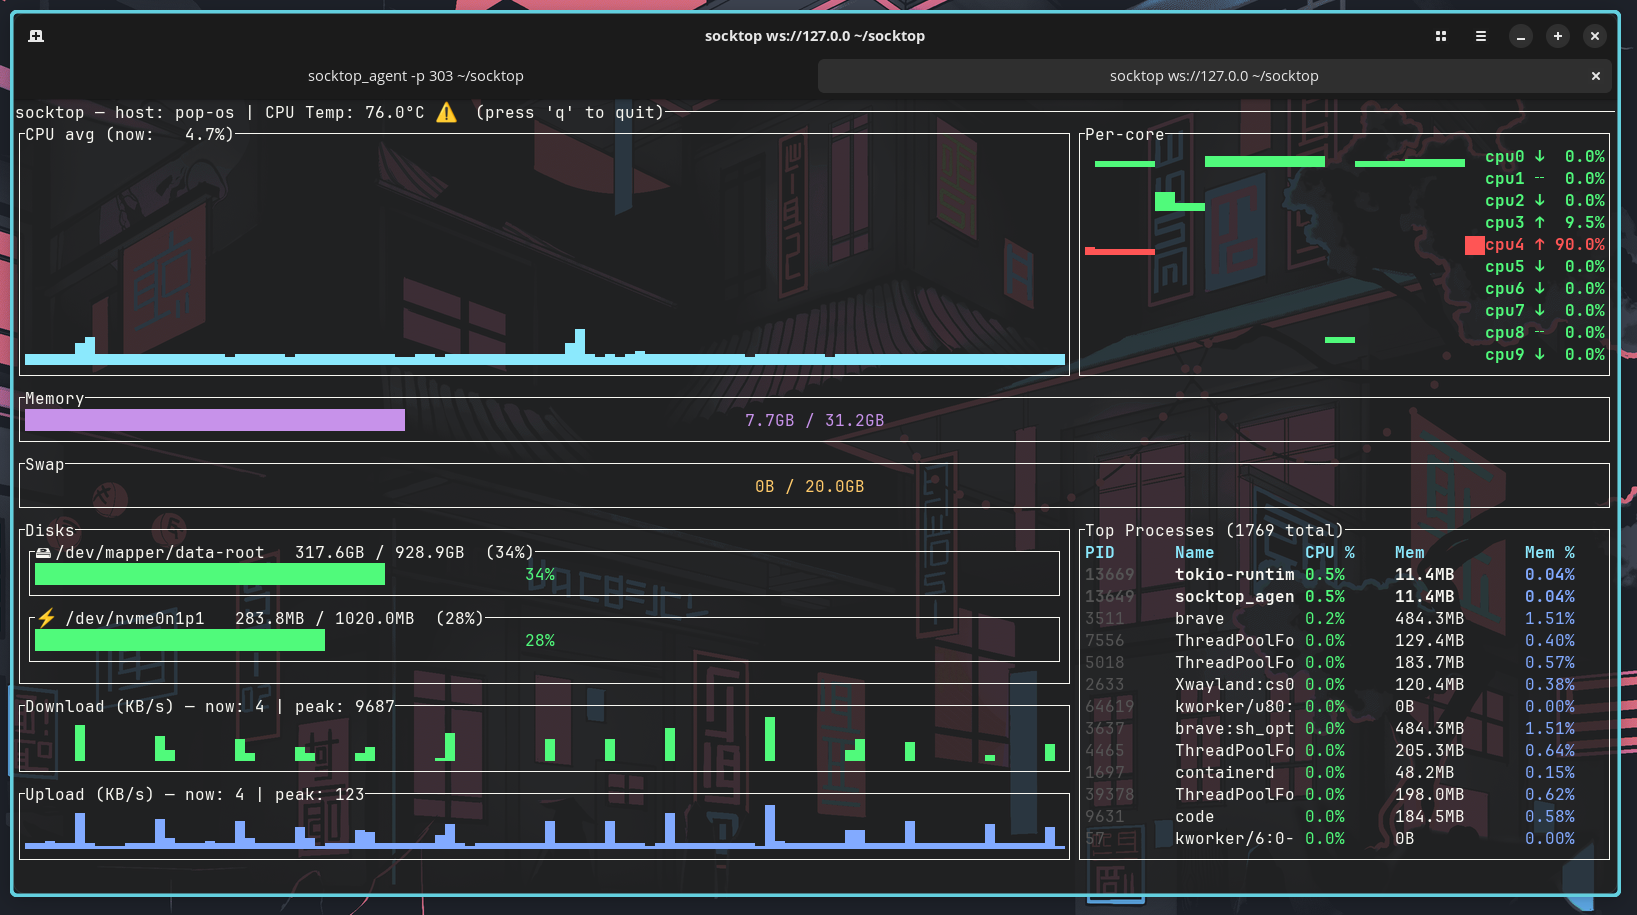 socktop ws://127.0.0 ~/socktop
socktop_agent -p 303 ~/socktop
socktop ws://127.0.0 ~/socktop
socktop — host: pop-os | CPU Temp: 76.0°C ⚠️ (press 'q' to quit)
CPU avg (now: 4.7%)
Per-core
cpu0 ↓ 0.0%
cpu1 -- 0.0%
cpu2 ↓ 0.0%
cpu3 ↑ 9.5%
cpu4 ↑ 90.0%
cpu5 ↓ 0.0%
cpu6 ↓ 0.0%
cpu7 ↓ 0.0%
cpu8 -- 0.0%
cpu9 ↓ 0.0%
Memory
7.7GB / 31.2GB
Swap
0B / 20.0GB
Disks
/dev/mapper/data-root 317.6GB / 928.9GB (34%)
34%
⚡ /dev/nvme0n1p1 283.8MB / 1020.0MB (28%)
28%
Download (KB/s) — now: 4 | peak: 9687
Upload (KB/s) — now: 4 | peak: 123
Top Processes (1769 total)
PID Name CPU % Mem Mem %
13669 tokio-runtim 0.5% 11.4MB 0.04%
13649 socktop_agen 0.5% 11.4MB 0.04%
3511 brave 0.2% 484.3MB 1.51%
7556 ThreadPoolFo 0.0% 129.4MB 0.40%
5018 ThreadPoolFo 0.0% 183.7MB 0.57%
2633 Xwayland:cs0 0.0% 120.4MB 0.38%
64619 kworker/u80: 0.0% 0B 0.00%
3637 brave:sh_opt 0.0% 484.3MB 1.51%
4465 ThreadPoolFo 0.0% 205.3MB 0.64%
1697 containerd 0.0% 48.2MB 0.15%
39378 ThreadPoolFo 0.0% 198.0MB 0.62%
9631 code 0.0% 184.5MB 0.58%
57 kworker/6:0- 0.0% 0B 0.00%